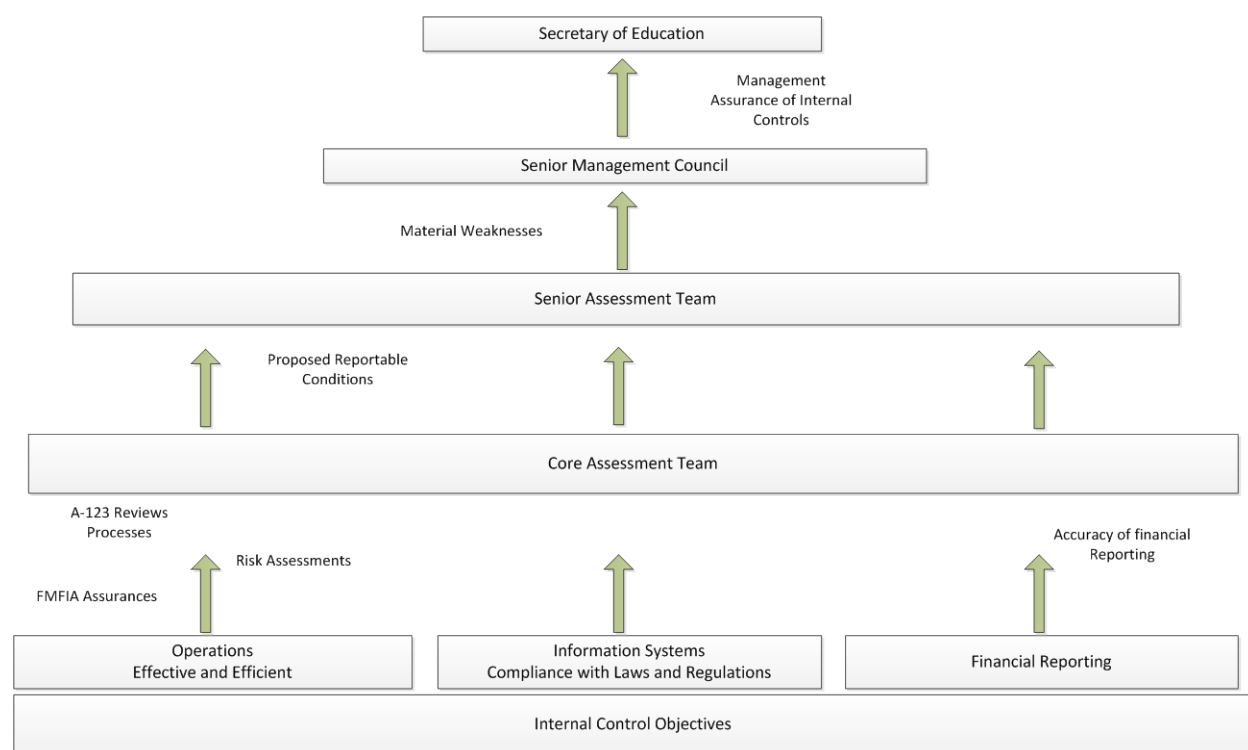 Secretary of Education
Management
Assurance of Internal
Controls
Senior Management Council
Material Weaknesses
Senior Assessment Team
Proposed Reportable
Conditions
Core Assessment Team
A-123 Reviews
Processes
Accuracy of financial
Reporting
Risk Assessments
FMFIA Assurances
Operations
Effective and Efficient
Information Systems
Compliance with Laws and Regulations
Financial Reporting
Internal Control Objectives